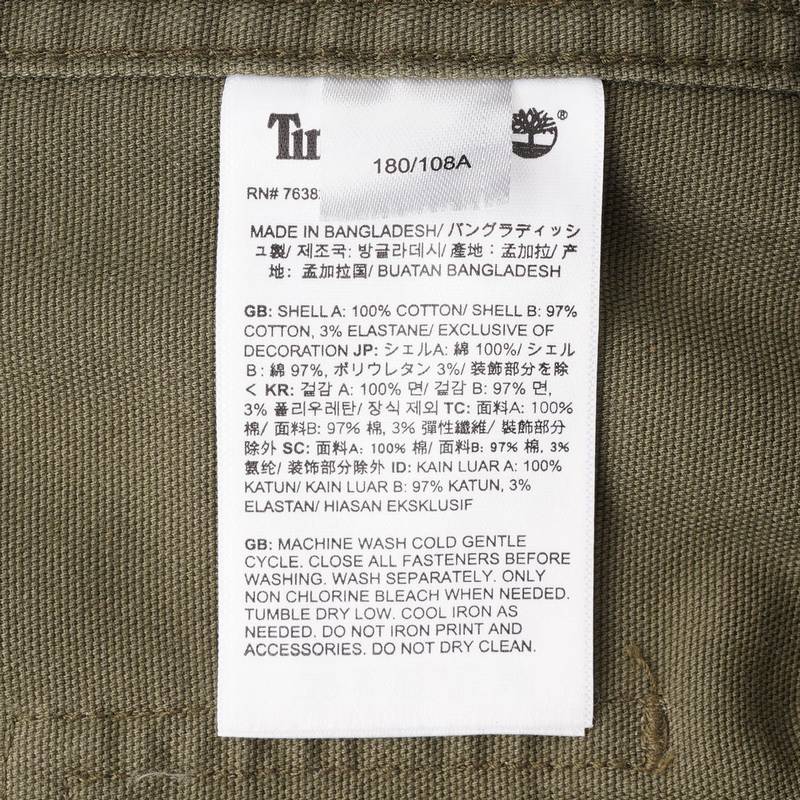 180/108A
®
RN# 7638
MADE IN BANGLADESH/ バングラディッシ
ュ製/ 제조국: 방글라데시/ 產地：孟加拉/ 产
地：孟加拉国/ BUATAN BANGLADESH
GB: SHELL A: 100% COTTON/ SHELL B: 97%
COTTON, 3% ELASTANE/ EXCLUSIVE OF
DECORATION JP: シェルA: 綿 100%/ シェル
B: 綿 97%, ポリウレタン 3%/ 装飾部分を除
く KR: 겉감 A: 100% 면/ 겉감 B: 97% 면,
3% 폴리우레탄/ 장식 제외 TC: 面料A: 100%
棉/ 面料B: 97% 棉, 3% 彈性纖維/ 裝飾部分
除外 SC: 面料A: 100% 棉/ 面料B: 97% 棉, 3%
氨纶/ 装饰部分除外 ID: KAIN LUAR A: 100%
KATUN/ KAIN LUAR B: 97% KATUN, 3%
ELASTAN/ HIASAN EKSKLUSIF
GB: MACHINE WASH COLD GENTLE
CYCLE. CLOSE ALL FASTENERS BEFORE
WASHING. WASH SEPARATELY. ONLY
NON CHLORINE BLEACH WHEN NEEDED.
TUMBLE DRY LOW. COOL IRON AS
NEEDED. DO NOT IRON PRINT AND
ACCESSORIES. DO NOT DRY CLEAN.